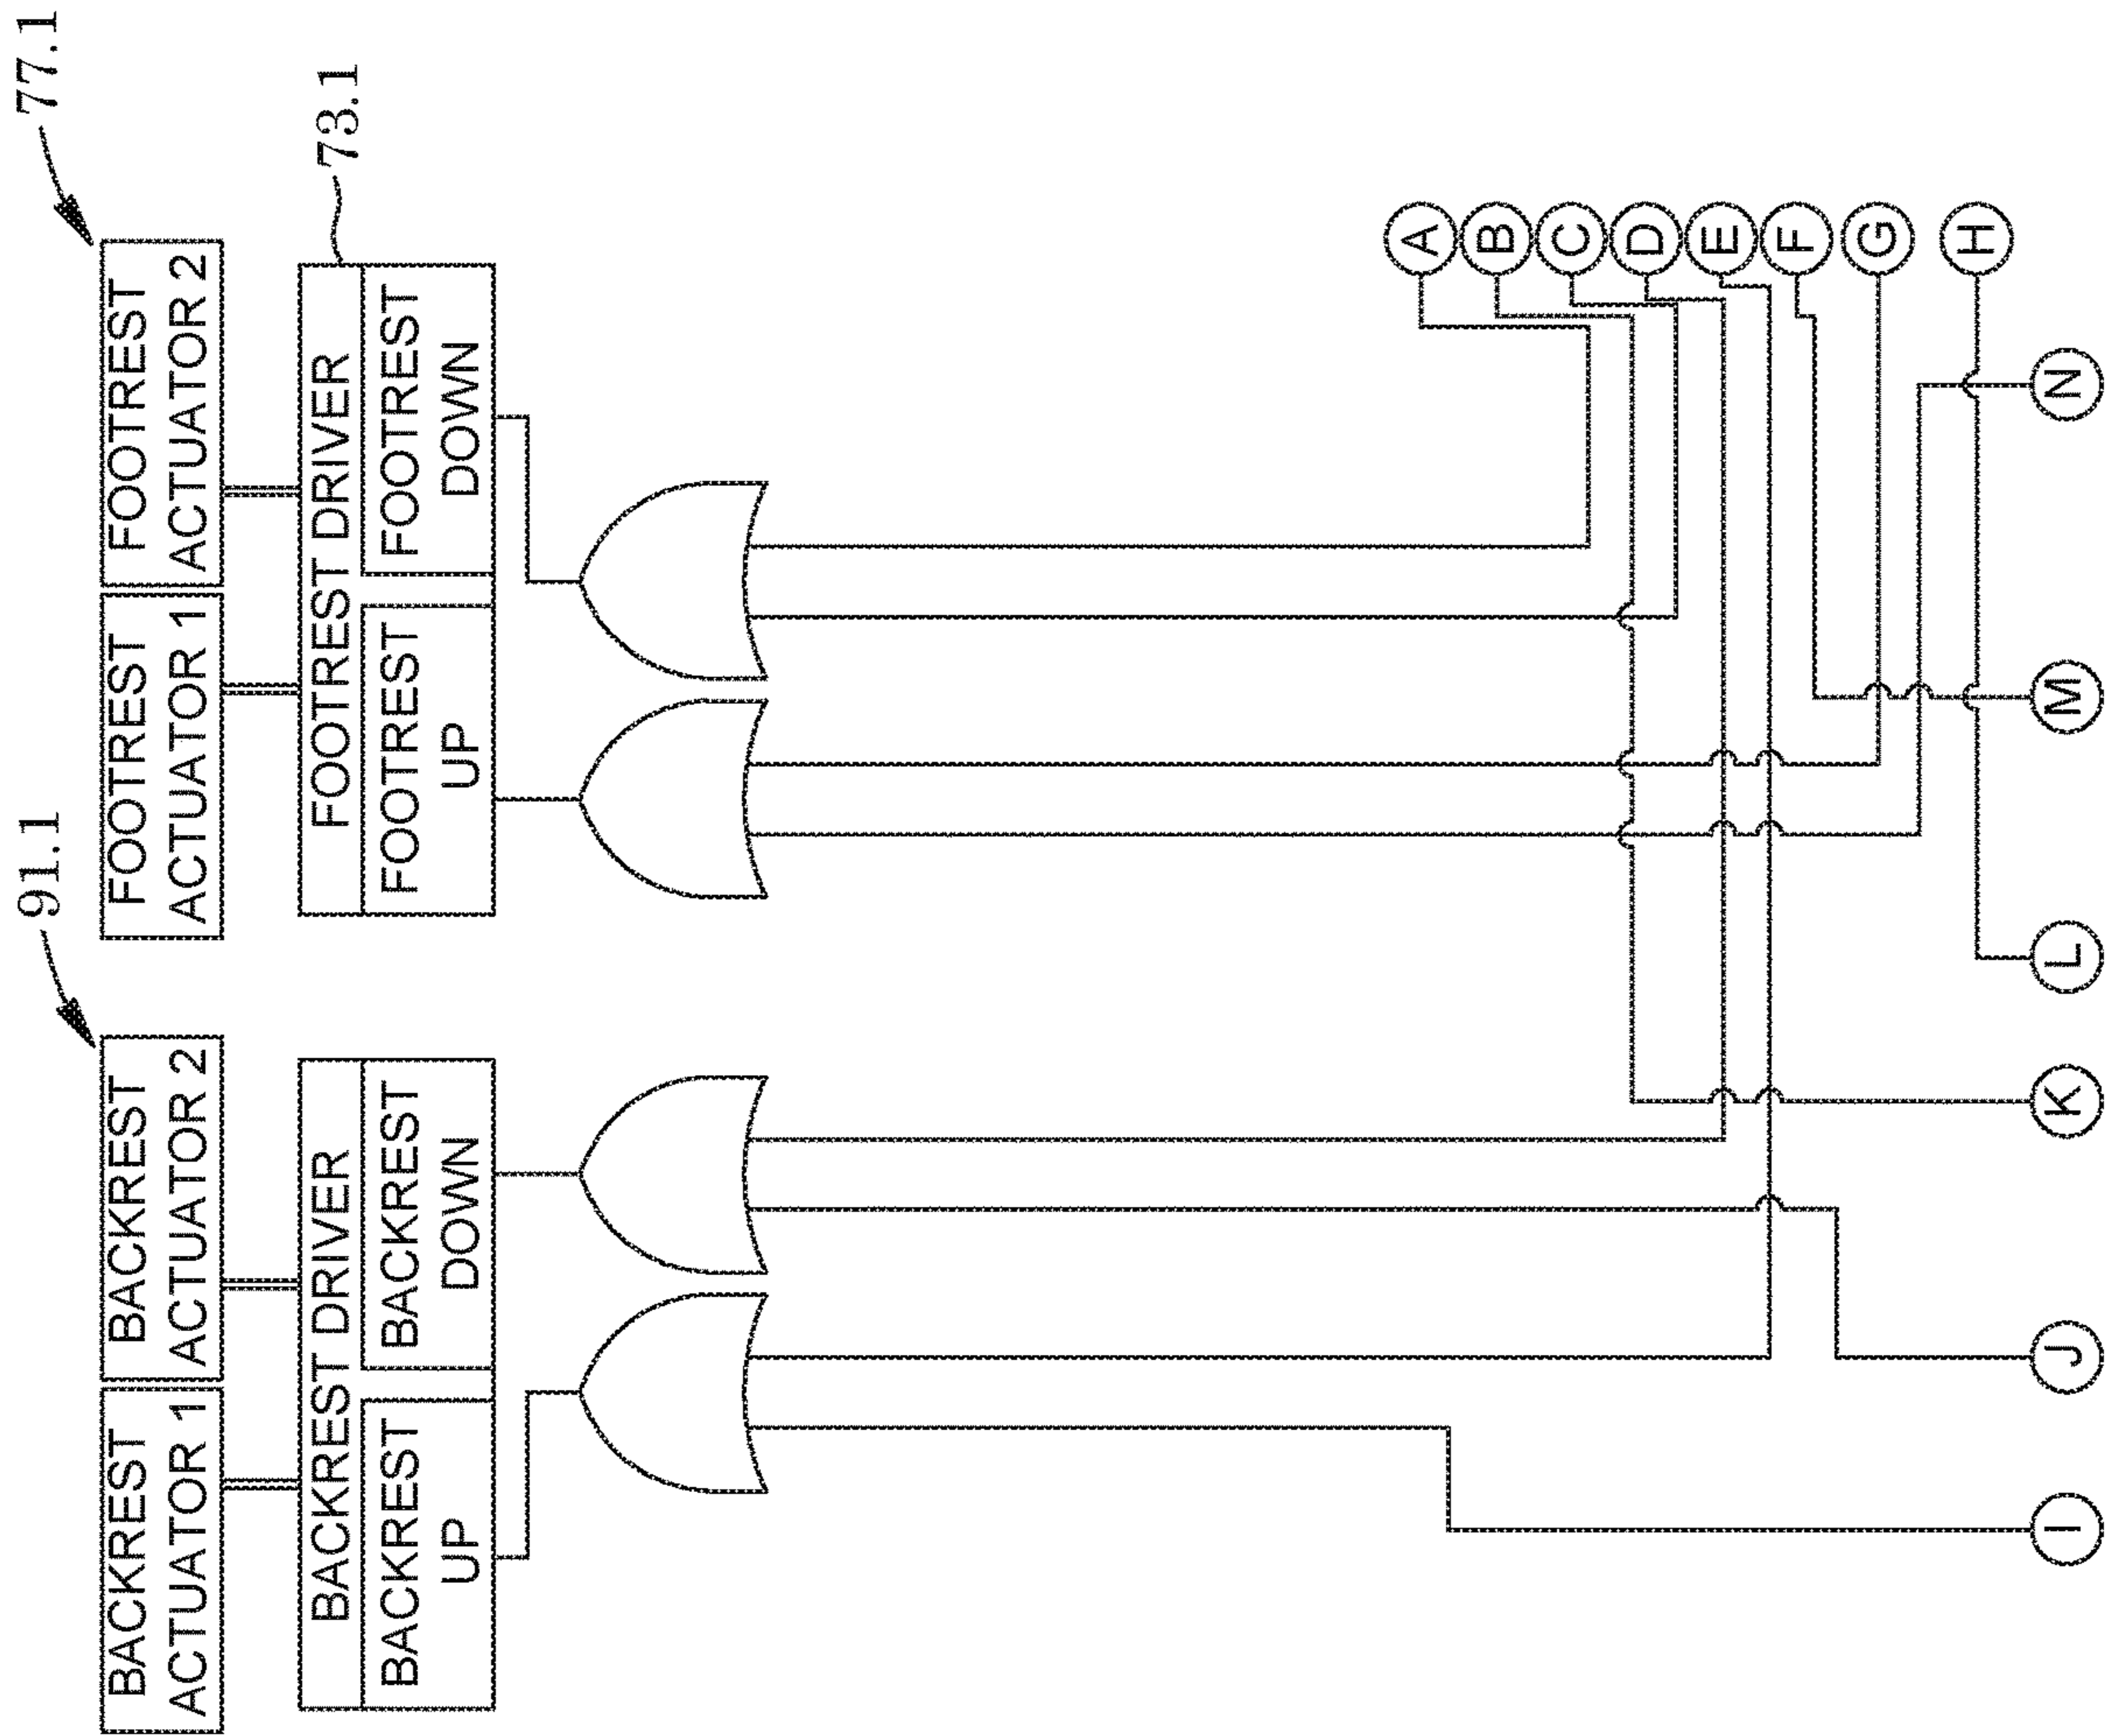 77.1
91.1
73.1
BACKREST
ACTUATOR 1
BACKREST
ACTUATOR 2
FOOTREST
ACTUATOR 1
FOOTREST
ACTUATOR 2
BACKREST DRIVER
BACKREST
UP
BACKREST
DOWN
FOOTREST DRIVER
FOOTREST
UP
FOOTREST
DOWN
A
B
C
D
E
F
G
H
I
J
K
L
M
N